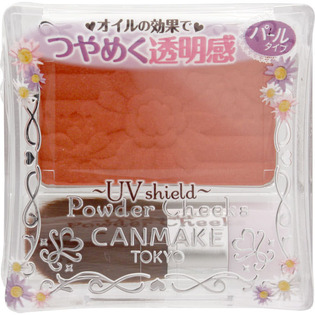 オイルの効果で
つやめく透明感
パール
タイプ
~UV shield~
Powder Cheeks
CANMAKE
TOKYO